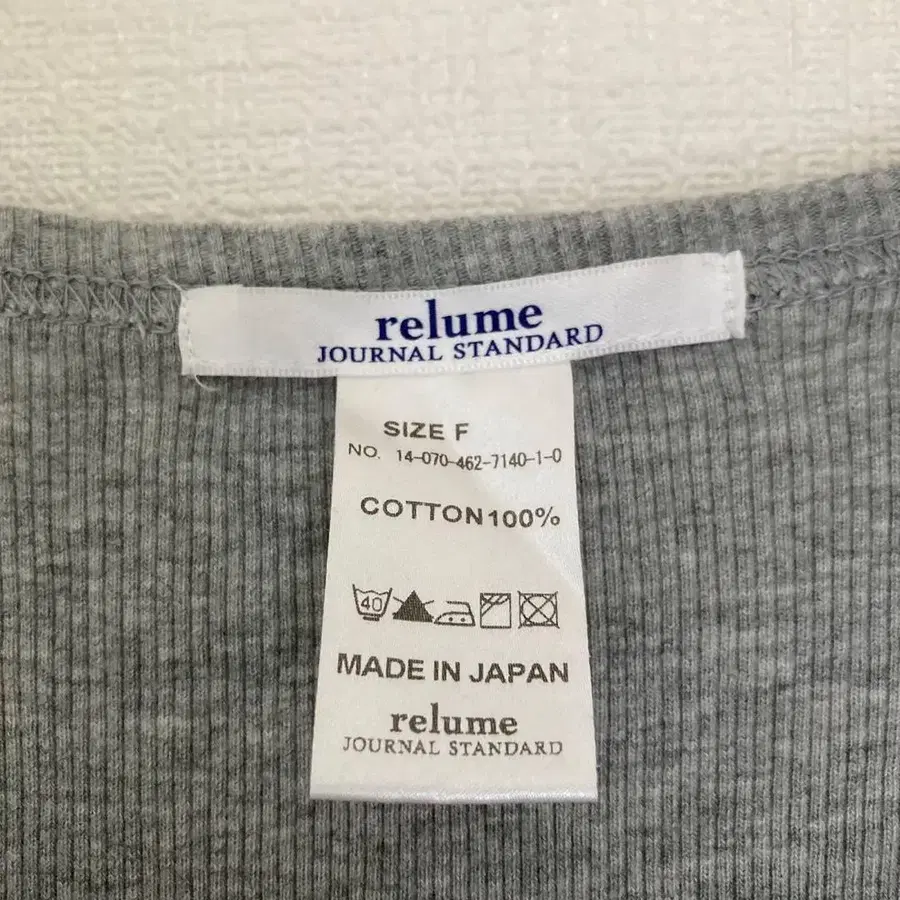 relume
JOURNAL STANDARD
SIZE F
NO. 14-070-462-7140-1-0
COTTON100%
40
MADE IN JAPAN
relume
JOURNAL STANDARD